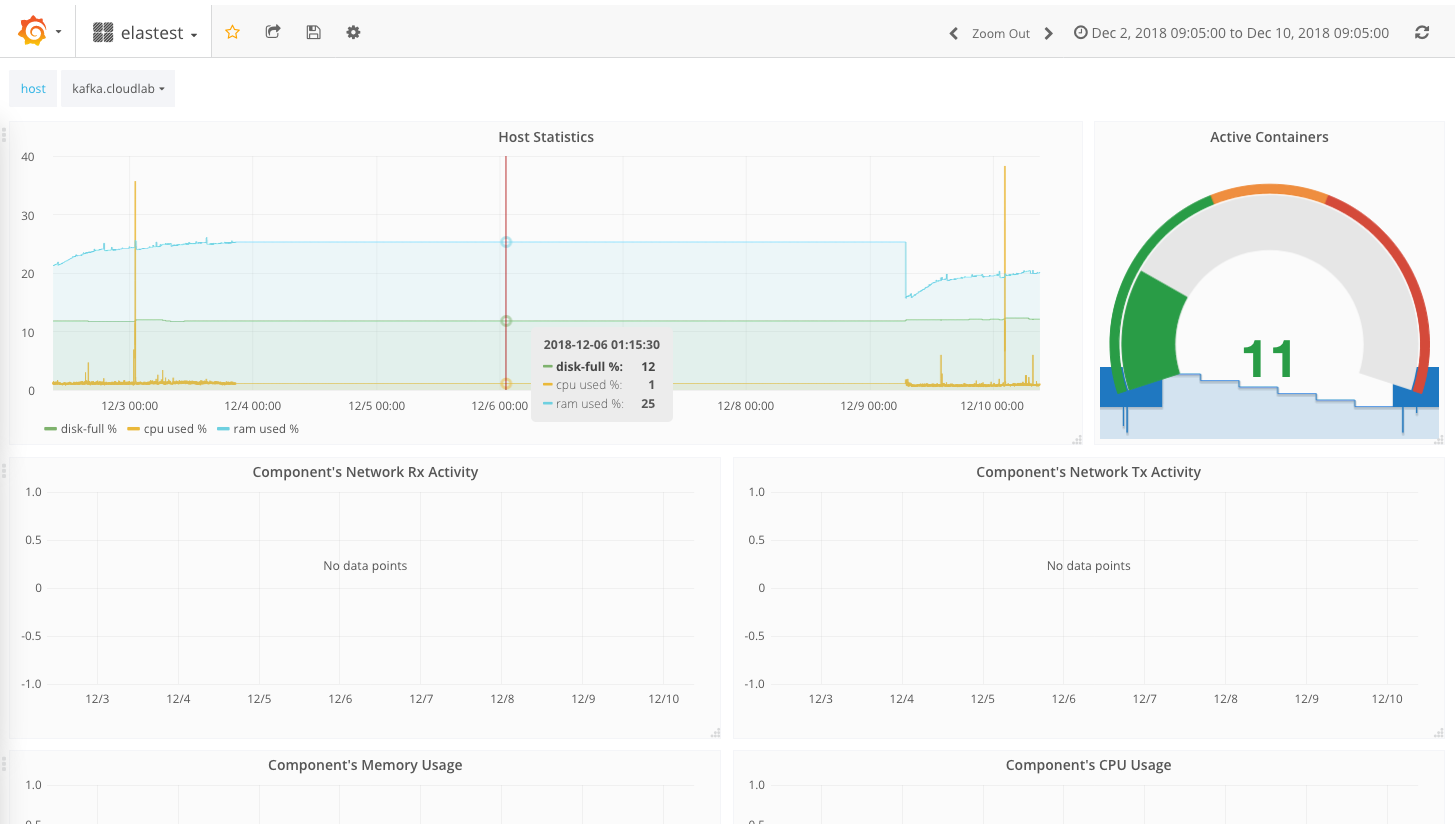 elastest
Zoom Out
Dec 2, 2018 09:05:00 to Dec 10, 2018 09:05:00
host
kafka.cloudlab
Host Statistics
40
30
20
10
0
12/3 00:00
12/4 00:00
12/5 00:00
12/6 00:00
12/8 00:00
12/9 00:00
12/10 00:00
2018-12-06 01:15:30
disk-full %: 12
cpu used %: 1
ram used %: 25
disk-full % cpu used % ram used %
Active Containers
11
Component's Network Rx Activity
1.0
0.5
0
-0.5
-1.0
No data points
12/3 12/4 12/5 12/6 12/7 12/8 12/9 12/10
Component's Network Tx Activity
1.0
0.5
0
-0.5
-1.0
No data points
12/3 12/4 12/5 12/6 12/7 12/8 12/9 12/10
Component's Memory Usage
1.0
0.5
Component's CPU Usage
1.0
0.5